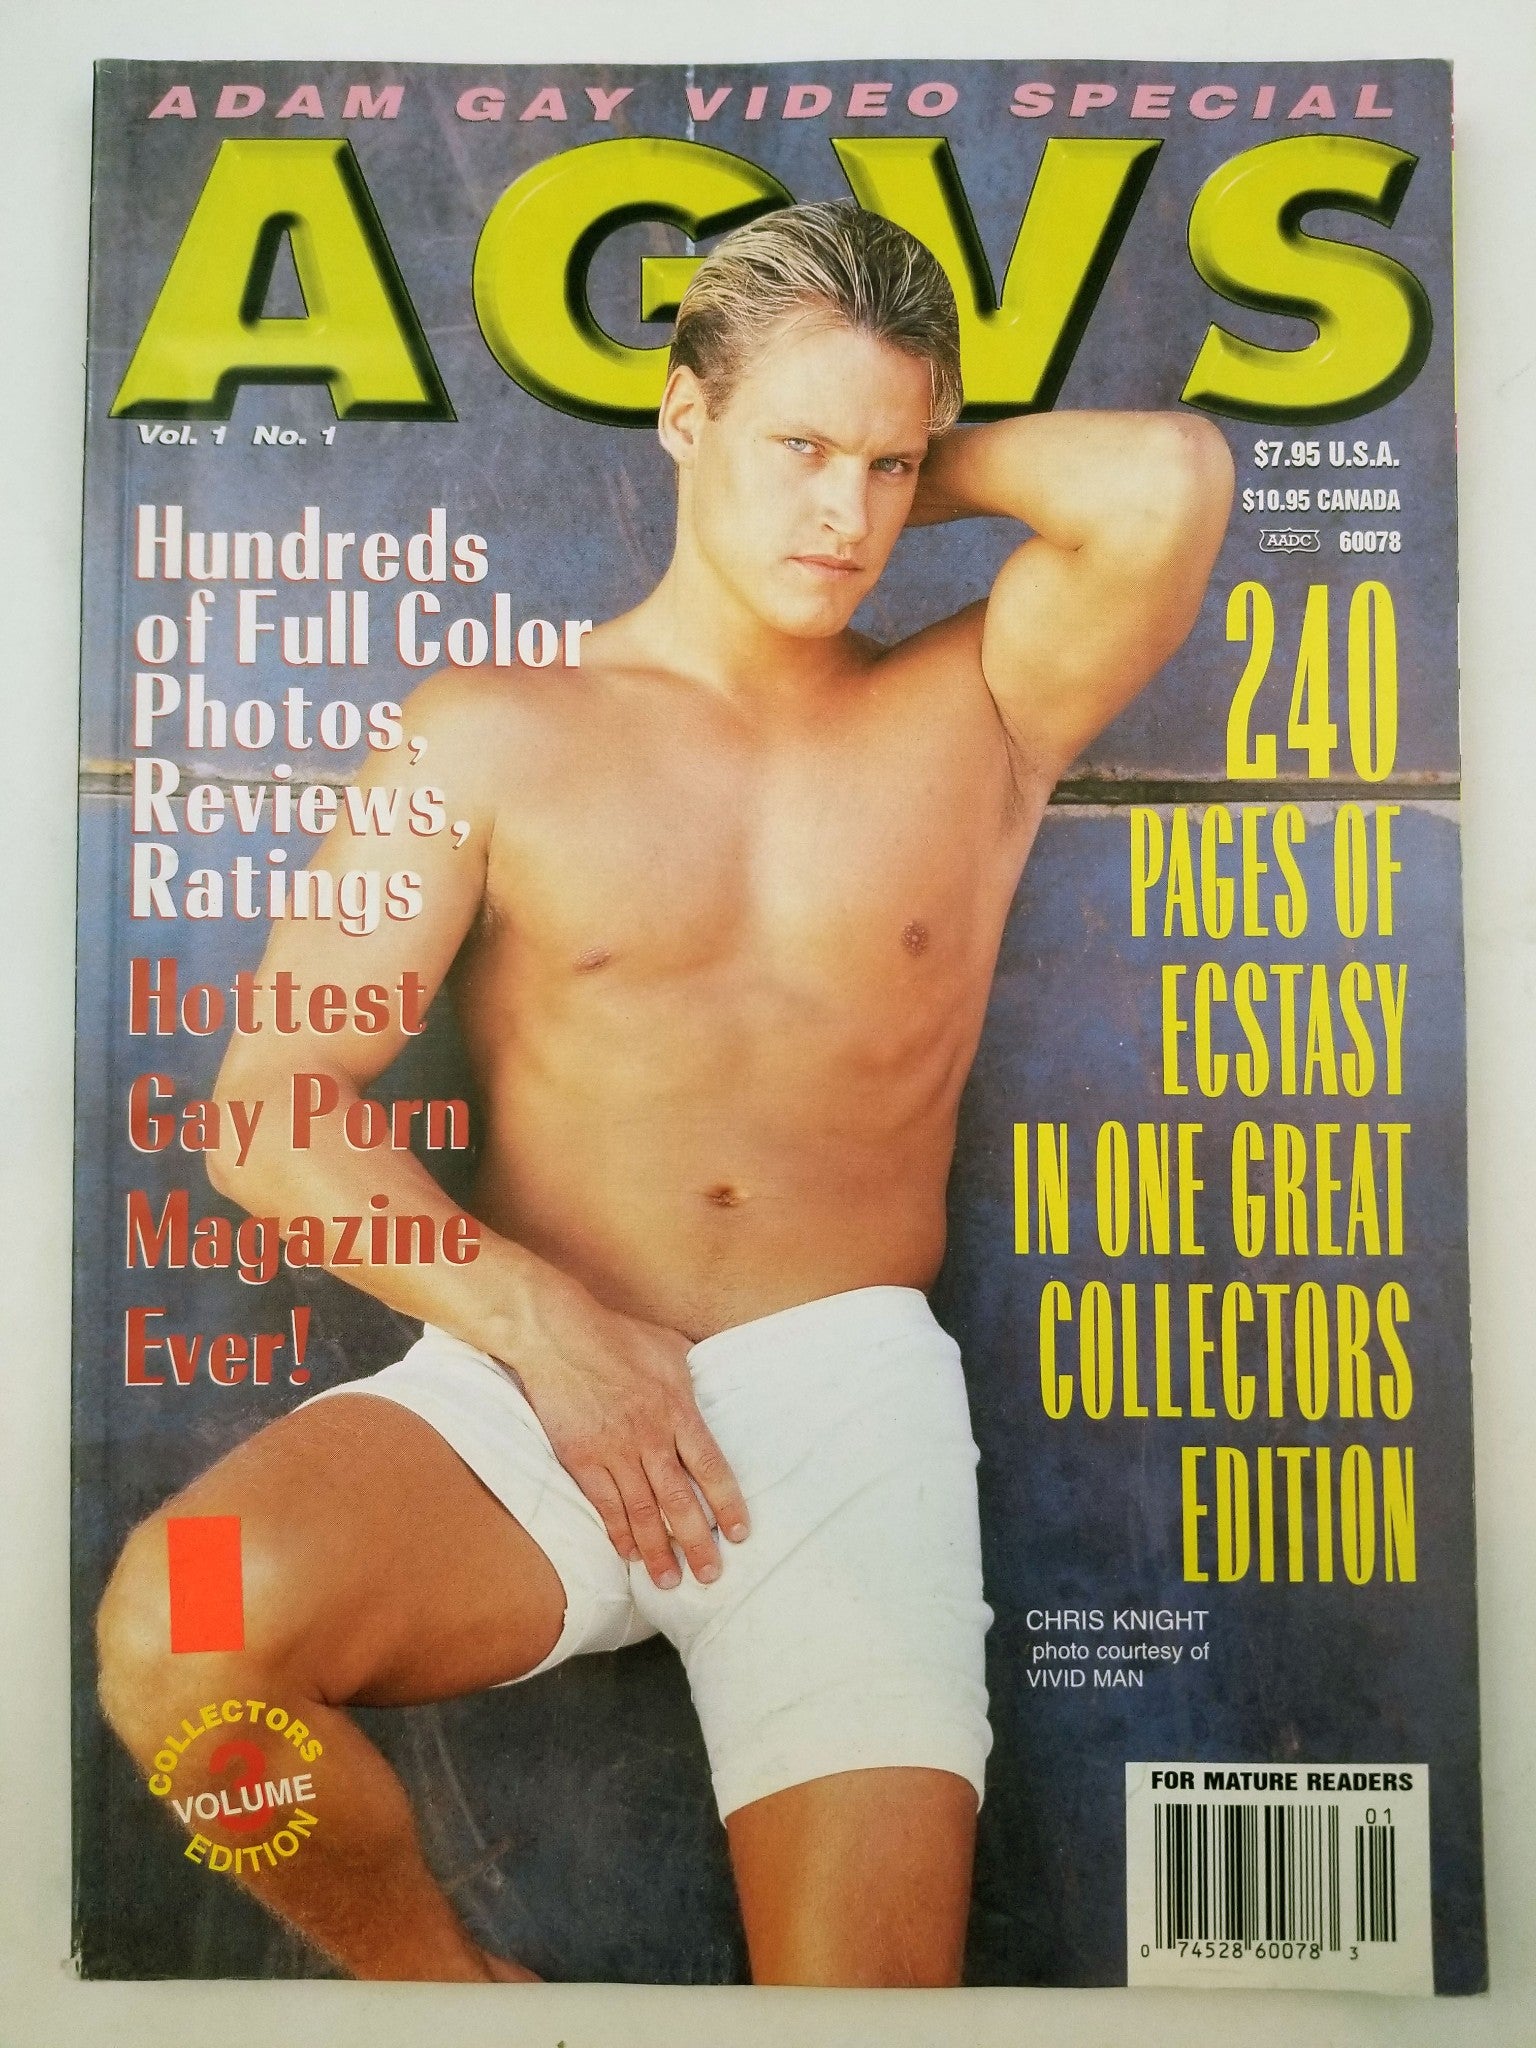 ADAM GAY VIDEO SPECIAL
AGVS
Vol. 1 No. 1
$7.95 U.S.A.
$10.95 CANADA
AADC 60078
Hundreds
of Full Color
Photos,
Reviews,
Ratings
Hottest
Gay Porn
Magazine
Ever!
240
PAGES OF
ECSTASY
IN ONE GREAT
COLLECTORS
EDITION
CHRIS KNIGHT
photo courtesy of
VIVID MAN
COLLECTORS
3
VOLUME
EDITION
FOR MATURE READERS
01
0 74528 60078 3